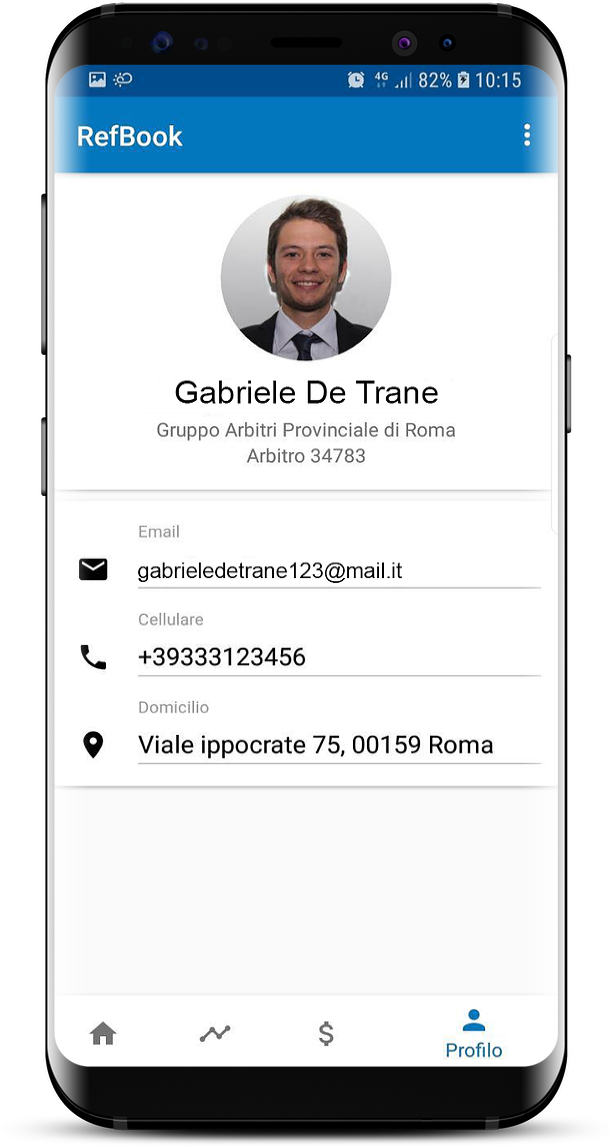 4G 82% 10:15
RefBook
Gabriele De Trane
Gruppo Arbitri Provinciale di Roma
Arbitro 34783
Email
gabrieledetrane123@mail.it
Cellulare
+39333123456
Domicilio
Viale ippocrate 75, 00159 Roma
$
Profilo